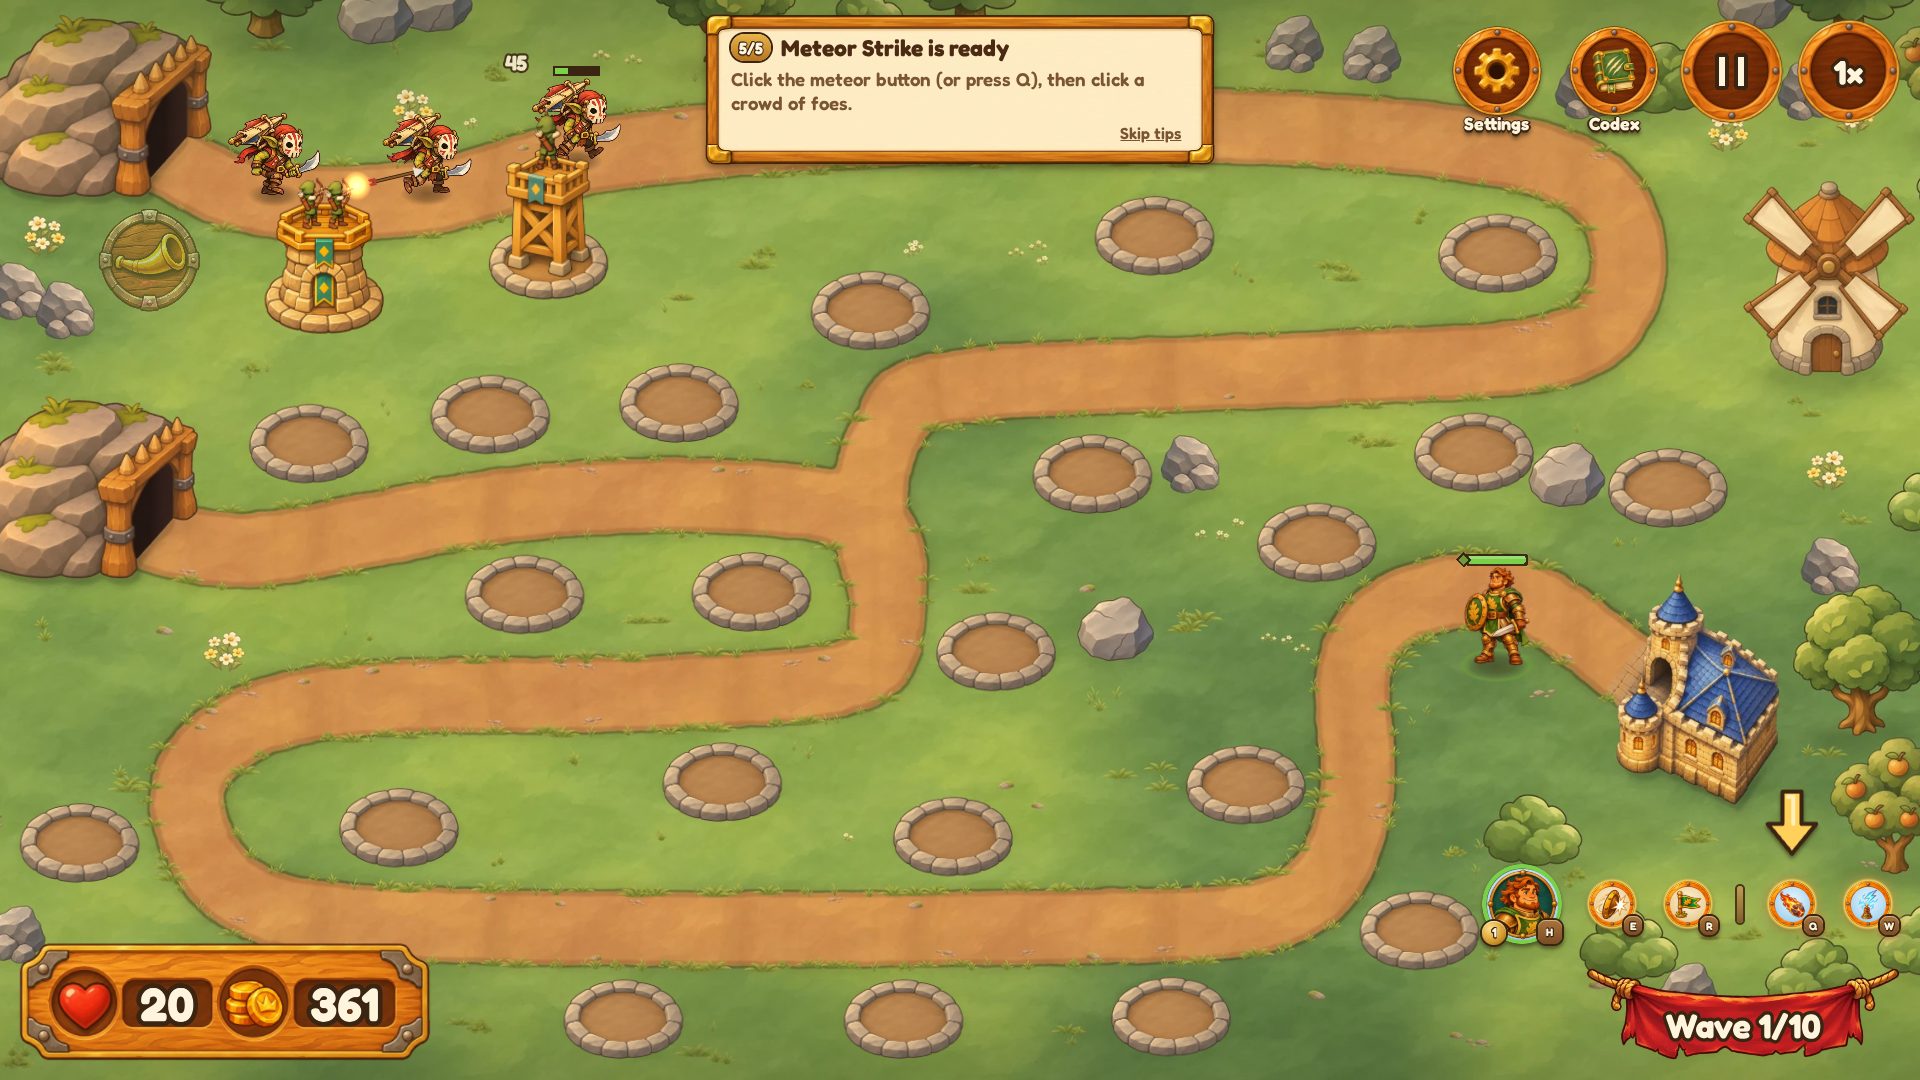 5/5 Meteor Strike is ready
Click the meteor button (or press Q), then click a
crowd of foes.
Skip tips
45
1x
Settings
Codex
1
H
E
R
Q
W
20
361
Wave 1/10